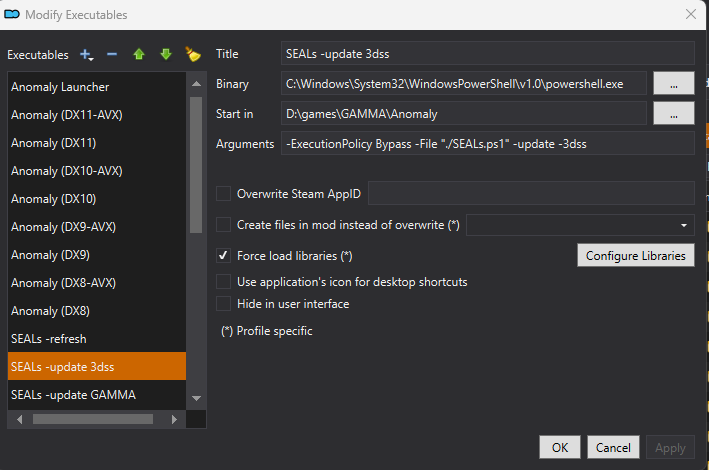 Modify Executables
Executables
Anomaly Launcher
Anomaly (DX11-AVX)
Anomaly (DX11)
Anomaly (DX10-AVX)
Anomaly (DX10)
Anomaly (DX9-AVX)
Anomaly (DX9)
Anomaly (DX8-AVX)
Anomaly (DX8)
SEALs -refresh
SEALs -update 3dss
SEALs -update GAMMA
Title SEALs -update 3dss
Binary C:\Windows\System32\WindowsPowerShell\v1.0\powershell.exe ...
Start in D:\games\GAMMA\Anomaly ...
Arguments -ExecutionPolicy Bypass -File "./SEALs.ps1" -update -3dss
Overwrite Steam AppID
Create files in mod instead of overwrite (*)
Force load libraries (*) Configure Libraries
Use application's icon for desktop shortcuts
Hide in user interface
(*) Profile specific
OK Cancel Apply